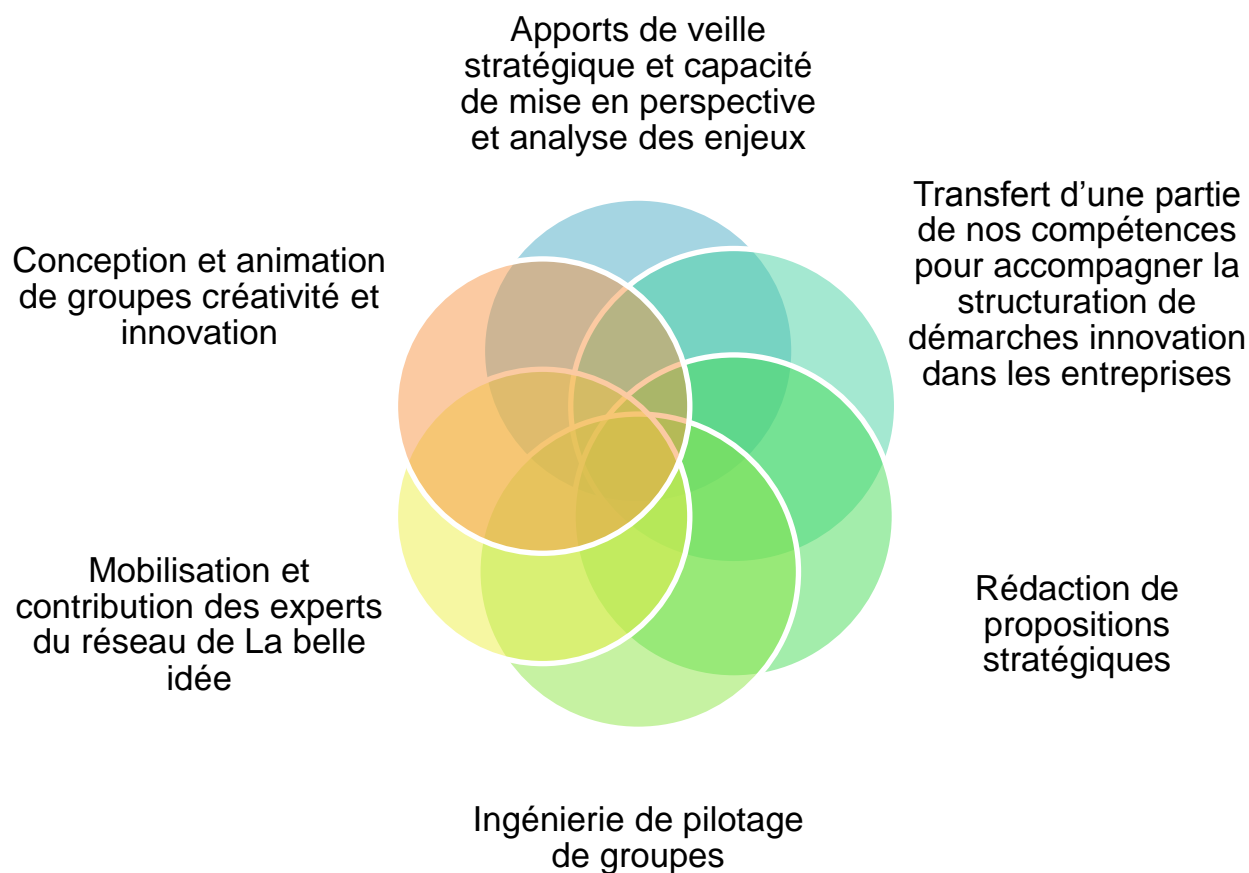 Apports de veille
stratégique et capacité
de mise en perspective
et analyse des enjeux
Transfert d’une partie
de nos compétences
pour accompagner la
structuration de
démarches innovation
dans les entreprises
Rédaction de
propositions
stratégiques
Ingénierie de pilotage
de groupes
Mobilisation et
contribution des experts
du réseau de La belle
idée
Conception et animation
de groupes créativité et
innovation